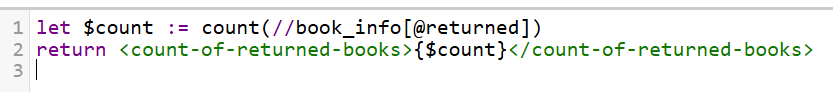 1 let $count := count(//book_info[@returned])
2 return <count-of-returned-books>{$count}</count-of-returned-books>
3